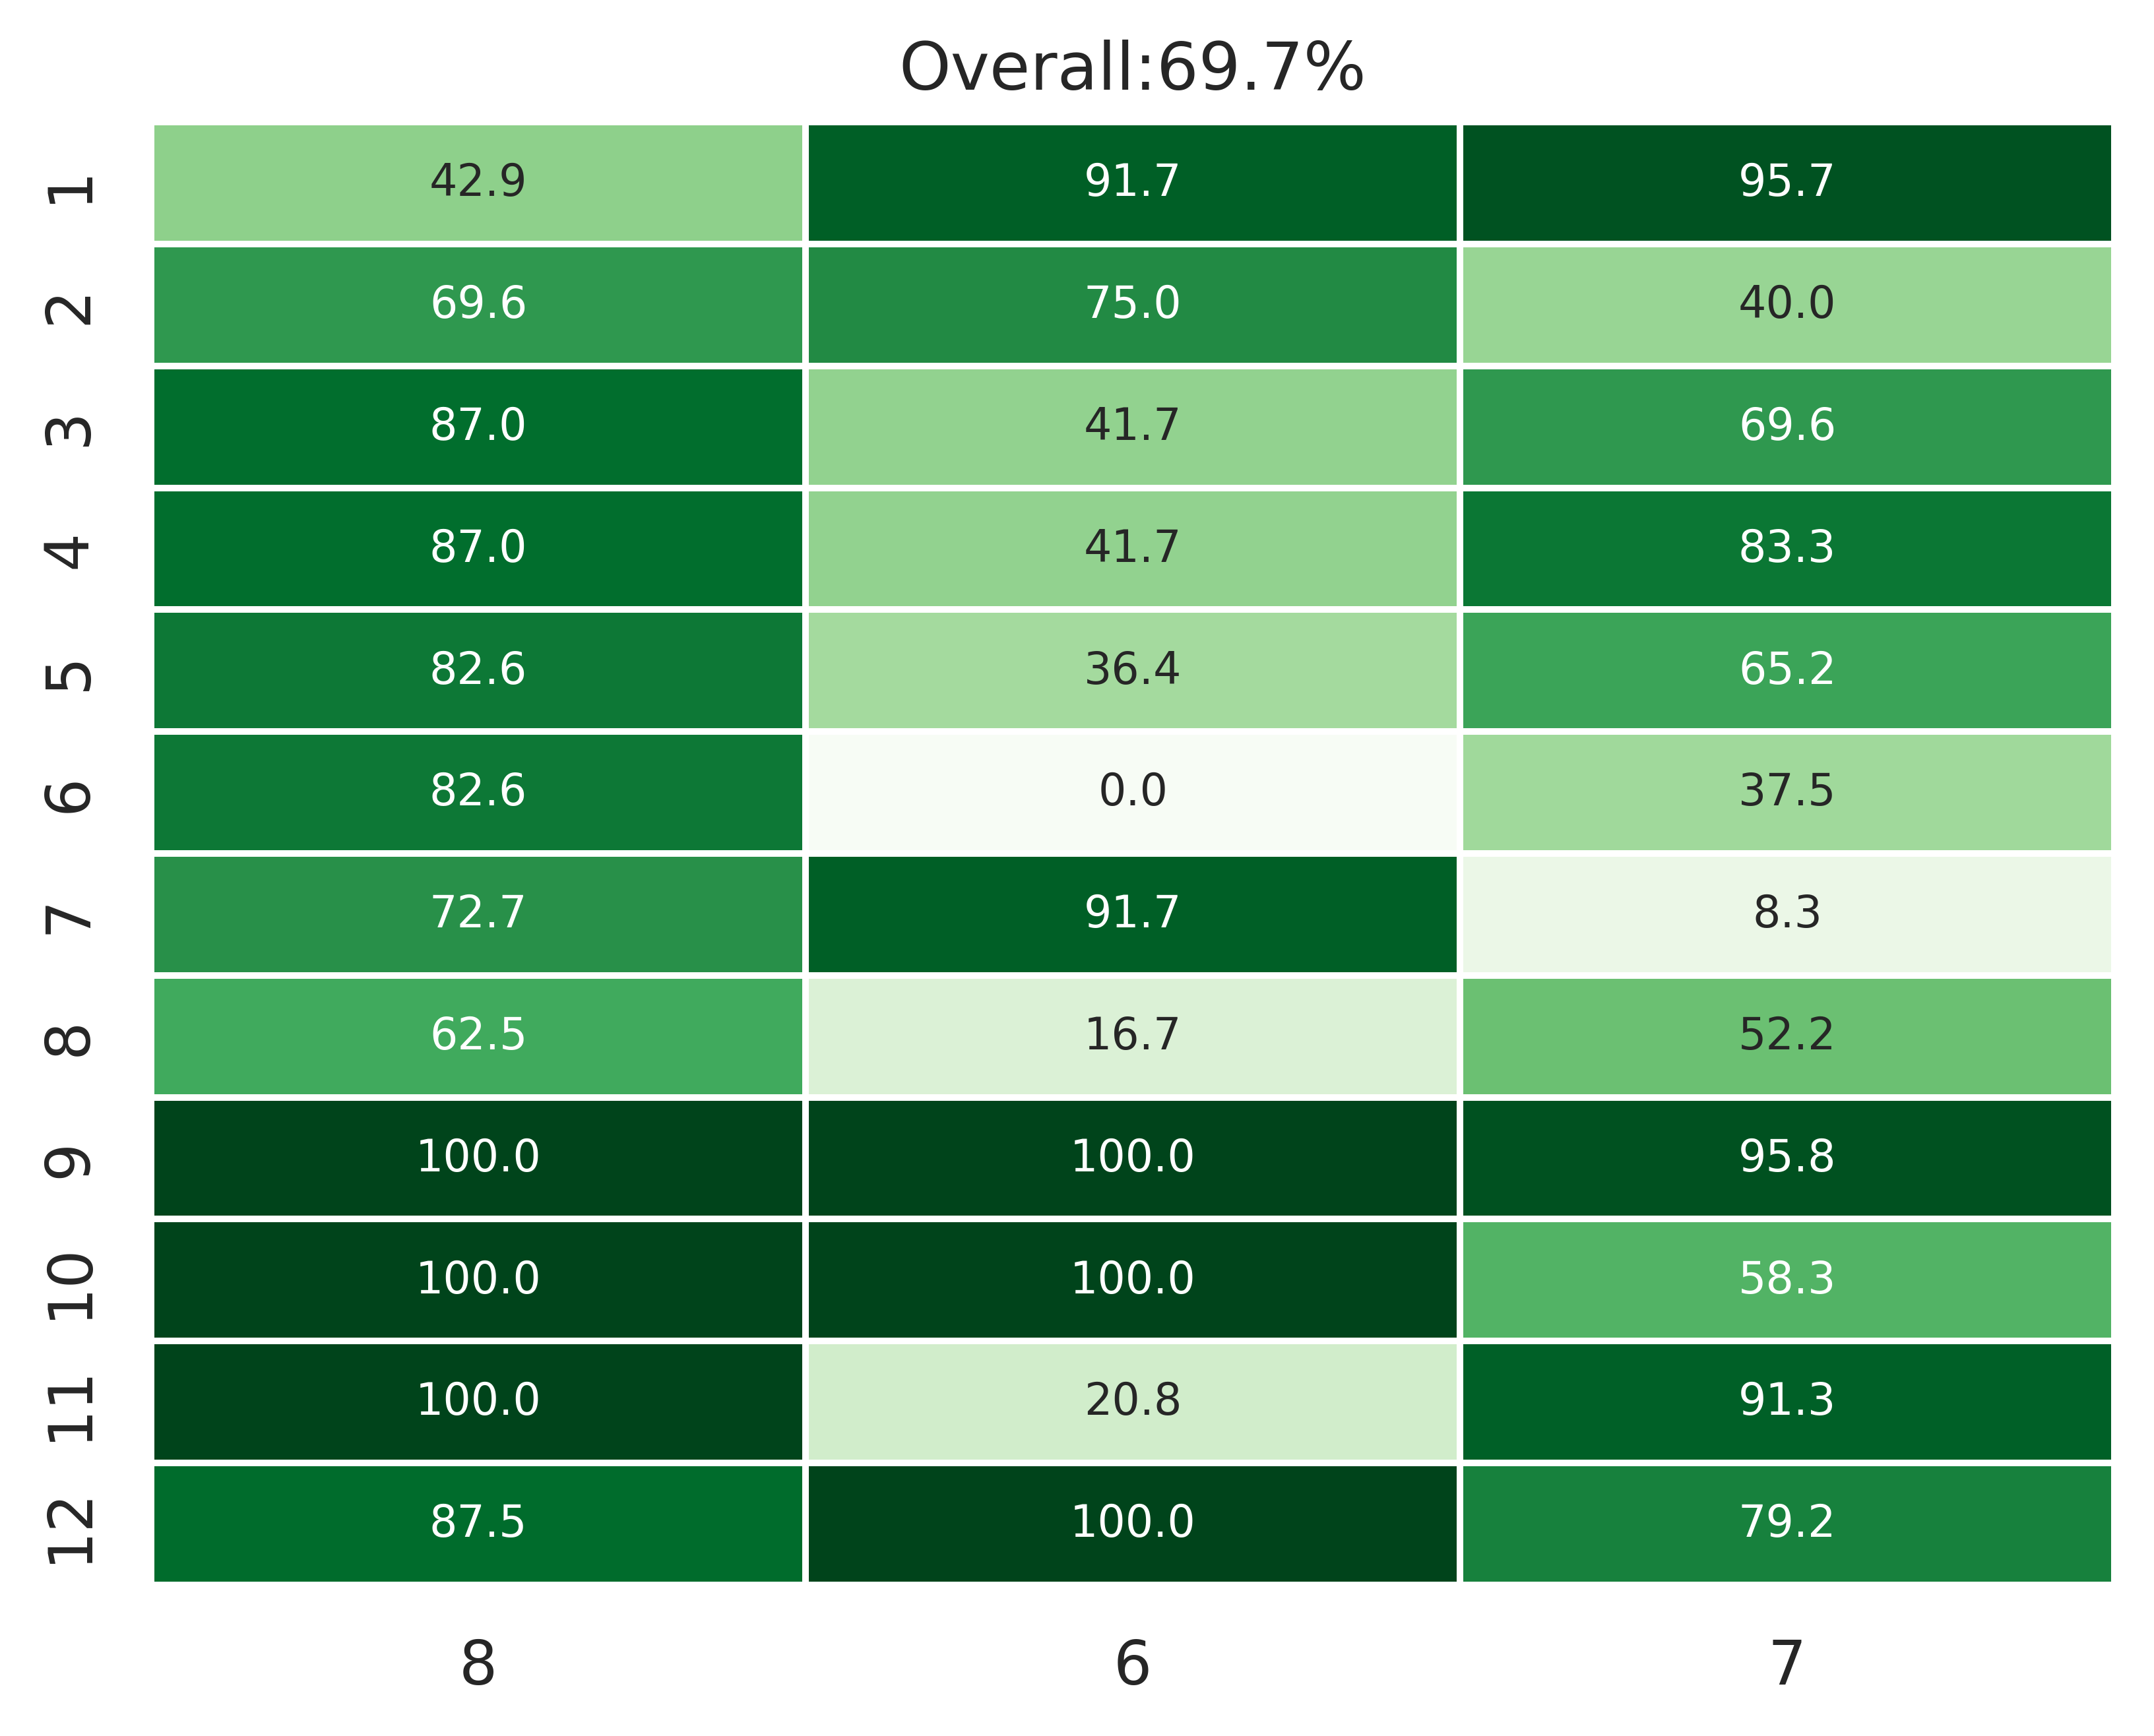 Overall:69.7%
1 42.9 91.7 95.7
2 69.6 75.0 40.0
3 87.0 41.7 69.6
4 87.0 41.7 83.3
5 82.6 36.4 65.2
6 82.6 0.0 37.5
7 72.7 91.7 8.3
8 62.5 16.7 52.2
9 100.0 100.0 95.8
10 100.0 100.0 58.3
11 100.0 20.8 91.3
12 87.5 100.0 79.2
8 6 7